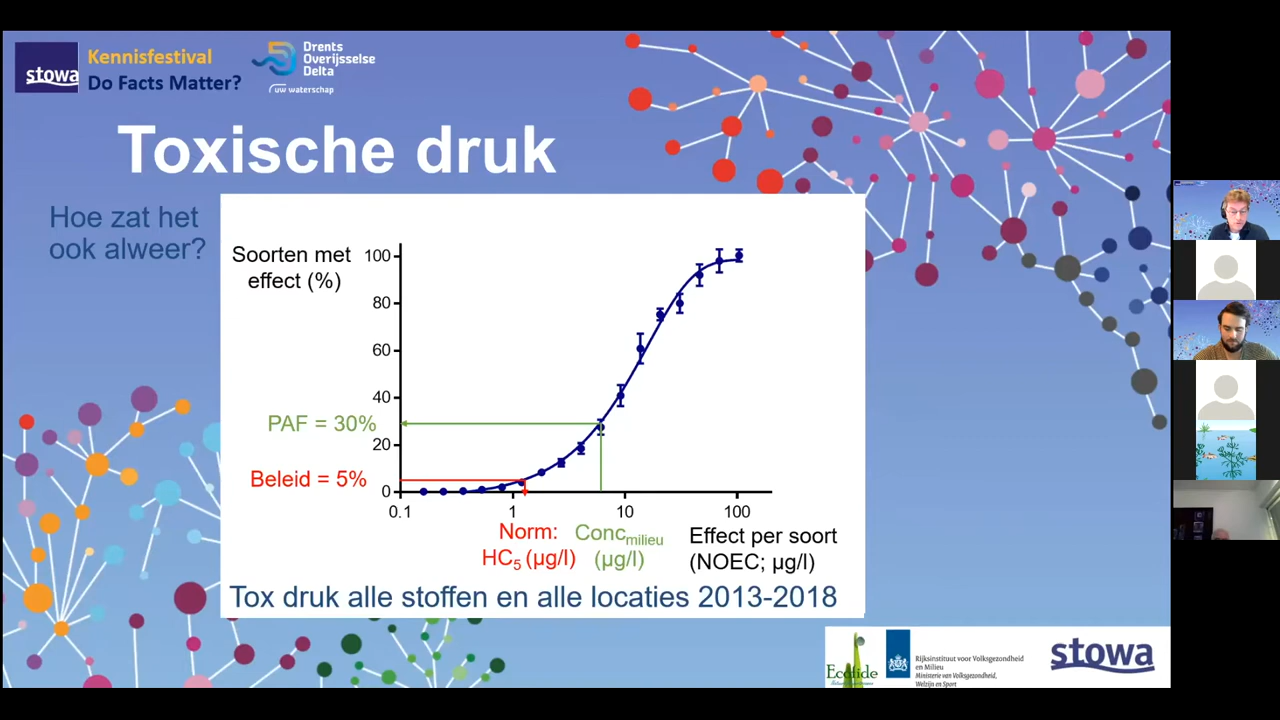 stowa
Kennisfestival
Do Facts Matter?
Drents
Overijsselse
Delta
uw waterschap
Toxische druk
Hoe zat het
ook alweer?
Soorten met
effect (%)
100
80
60
40
20
0
PAF = 30%
Beleid = 5%
0.1
1
10
100
Norm:
HC5 (µg/l)
Concmilieu
(µg/l)
Effect per soort
(NOEC; µg/l)
Tox druk alle stoffen en alle locaties 2013-2018
Ecofide
Rijksinstituut voor Volksgezondheid
en Milieu
Ministerie van Volksgezondheid,
Welzijn en Sport
stowa